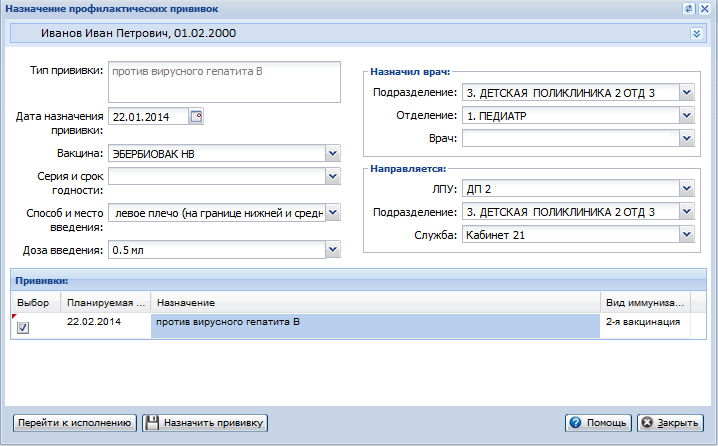 Назначение профилактических прививок
Иванов Иван Петрович, 01.02.2000
Тип прививки:
против вирусного гепатита В
Дата назначения
прививки:
22.01.2014
Вакцина:
ЭБЕРБИОВАК НВ
Серия и срок
годности:
Способ и место
введения:
левое плечо (на границе нижней и средн
Доза введения:
0.5 мл
Назначил врач:
Подразделение:
3. ДЕТСКАЯ ПОЛИКЛИНИКА 2 ОТД 3
Отделение:
1. ПЕДИАТР
Врач:
Направляется:
ЛПУ:
ДП 2
Подразделение:
3. ДЕТСКАЯ ПОЛИКЛИНИКА 2 ОТД 3
Служба:
Кабинет 21
Прививки:
Выбор
Планируемая ...
Назначение
Вид иммуниза...
22.02.2014
против вирусного гепатита В
2-я вакцинация
Перейти к исполнению
Назначить прививку
Помощь
Закрыть